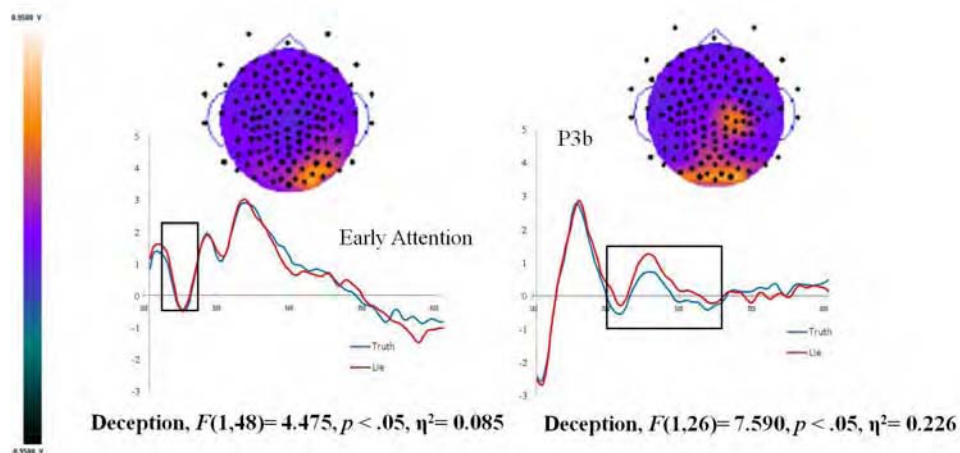 0.9500 V
P3b
5
4
3
2
1
0
-1
-2
-3
Early Attention
Truth
Lie
5
4
3
2
1
0
-1
2
-3
Truth
Lie
Deception, F(1,48)= 4.475, p < .05, η²= 0.085
Deception, F(1,26)= 7.590, p < .05, η²= 0.226